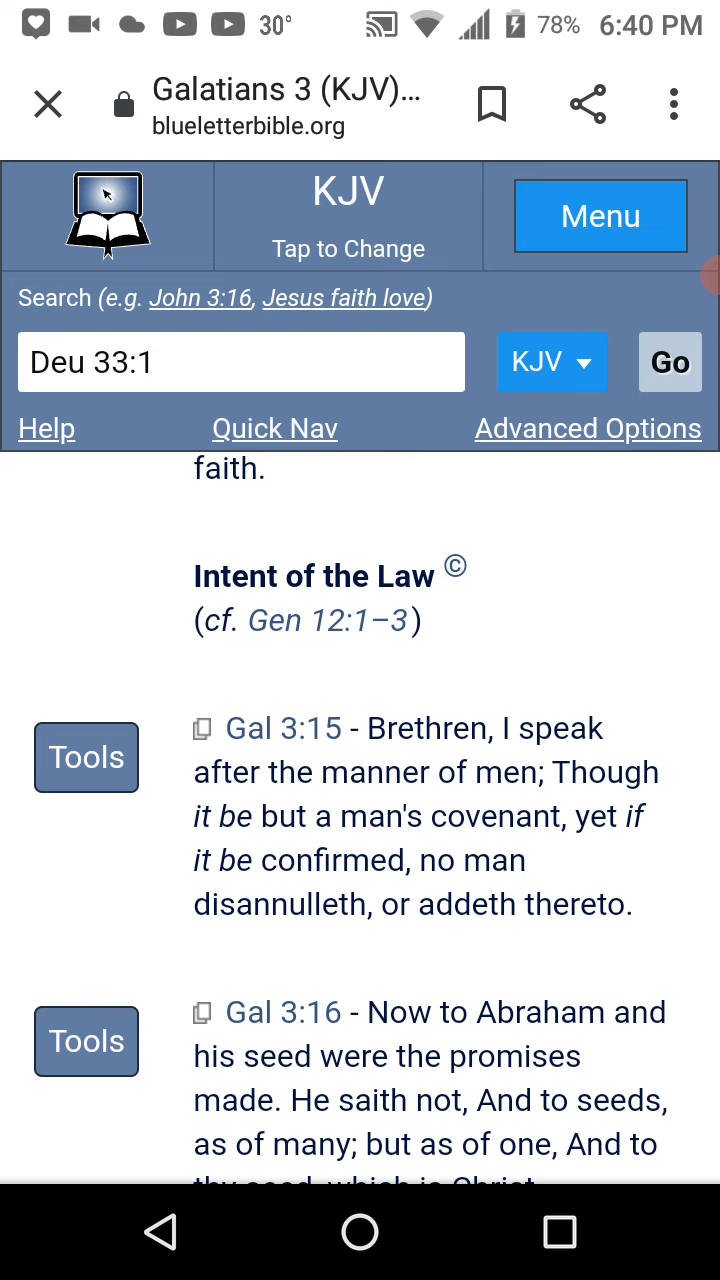 30° 78% 6:40 PM
Galatians 3 (KJV)...
blueletterbible.org
KJV
Tap to Change
Menu
Search (e.g. John 3:16, Jesus faith love)
Deu 33:1 KJV Go
Help Quick Nav Advanced Options
faith.
Intent of the Law ©
(cf. Gen 12:1–3)
Tools
Gal 3:15 - Brethren, I speak
after the manner of men; Though
it be but a man's covenant, yet if
it be confirmed, no man
disannulleth, or addeth thereto.
Tools
Gal 3:16 - Now to Abraham and
his seed were the promises
made. He saith not, And to seeds,
as of many; but as of one, And to
thy seed, which is Christ.